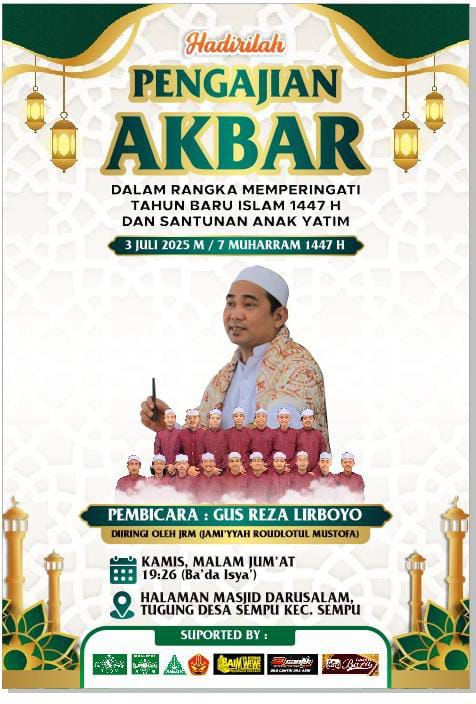 Hadirilah
PENGAJIAN
AKBAR
DALAM RANGKA MEMPERINGATI
TAHUN BARU ISLAM 1447 H
DAN SANTUNAN ANAK YATIM
3 JULI 2025 M / 7 MUHARRAM 1447 H
PEMBICARA : GUS REZA LIRBOYO
DIIRINGI OLEH JRM (JAMI'YYAH ROUDLOTUL MUSTOFA)
KAMIS, MALAM JUM'AT
19:26 (Ba'da Isya')
HALAMAN MASJID DARUSALAM,
TUGUNG DESA SEMPU KEC. SEMPU
SUPORTED BY :
BAIM WEWE